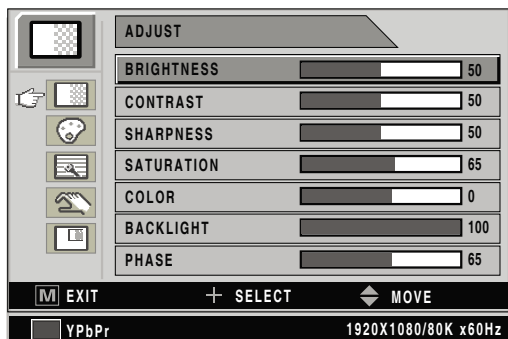 ADJUST
BRIGHTNESS 50
CONTRAST 50
SHARPNESS 50
SATURATION 65
COLOR 0
BACKLIGHT 100
PHASE 65
M EXIT + SELECT MOVE
YPbPr 1920X1080/80K x60Hz